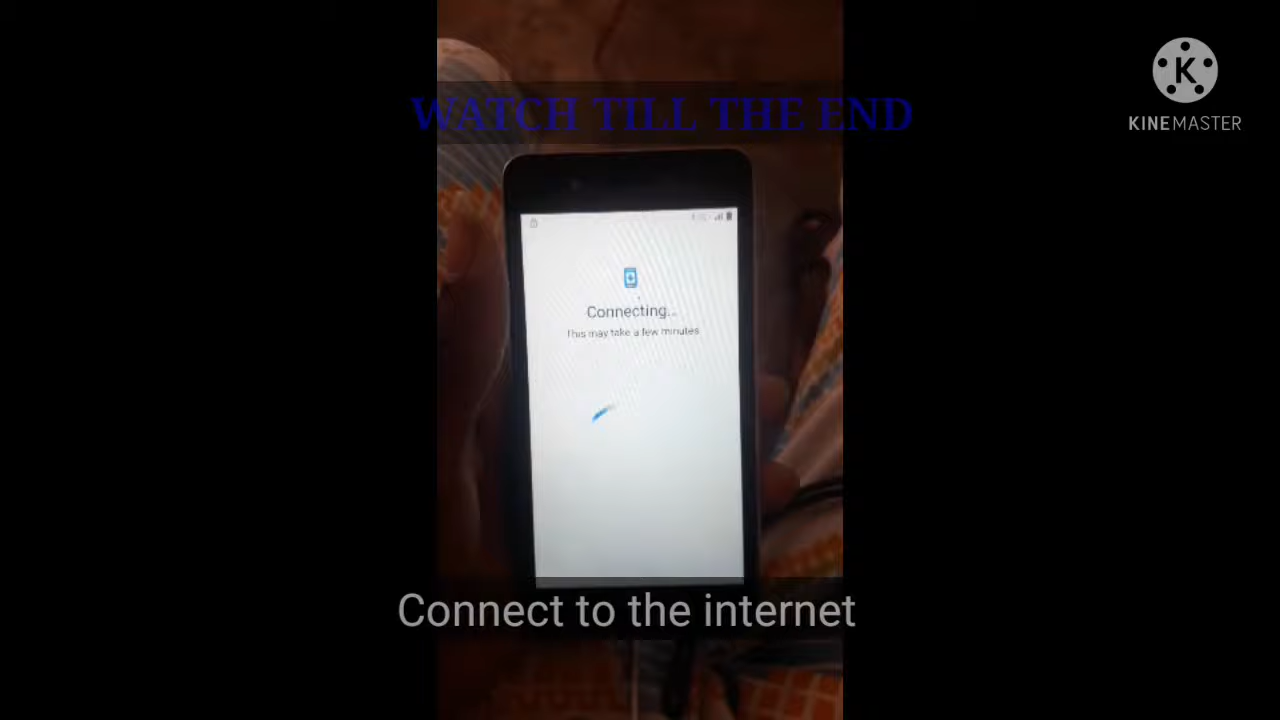 WATCH TILL THE END
K
KINEMASTER
Connecting...
This may take a few minutes
Connect to the internet